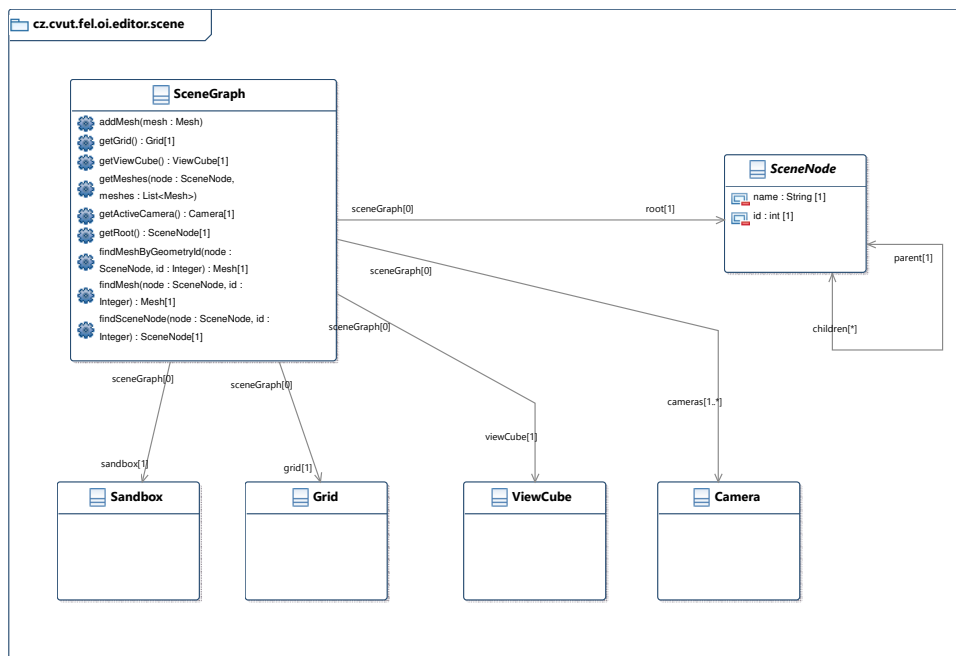 cz.cvut.fel.oi.editor.scene
SceneGraph
addMesh(mesh : Mesh)
getGrid() : Grid[1]
getViewCube() : ViewCube[1]
getMeshes(node : SceneNode,
meshes : List<Mesh>)
getActiveCamera() : Camera[1]
getRoot() : SceneNode[1]
findMeshByGeometryId(node :
SceneNode, id : Integer) : Mesh[1]
findMesh(node : SceneNode, id :
Integer) : Mesh[1]
findSceneNode(node : SceneNode, id :
Integer) : SceneNode[1]
SceneNode
name : String [1]
id : int [1]
sceneGraph[0]
root[1]
parent[1]
children[*]
sceneGraph[0]
cameras[1..*]
sceneGraph[0]
viewCube[1]
sceneGraph[0]
sandbox[1]
sceneGraph[0]
grid[1]
Sandbox
Grid
ViewCube
Camera